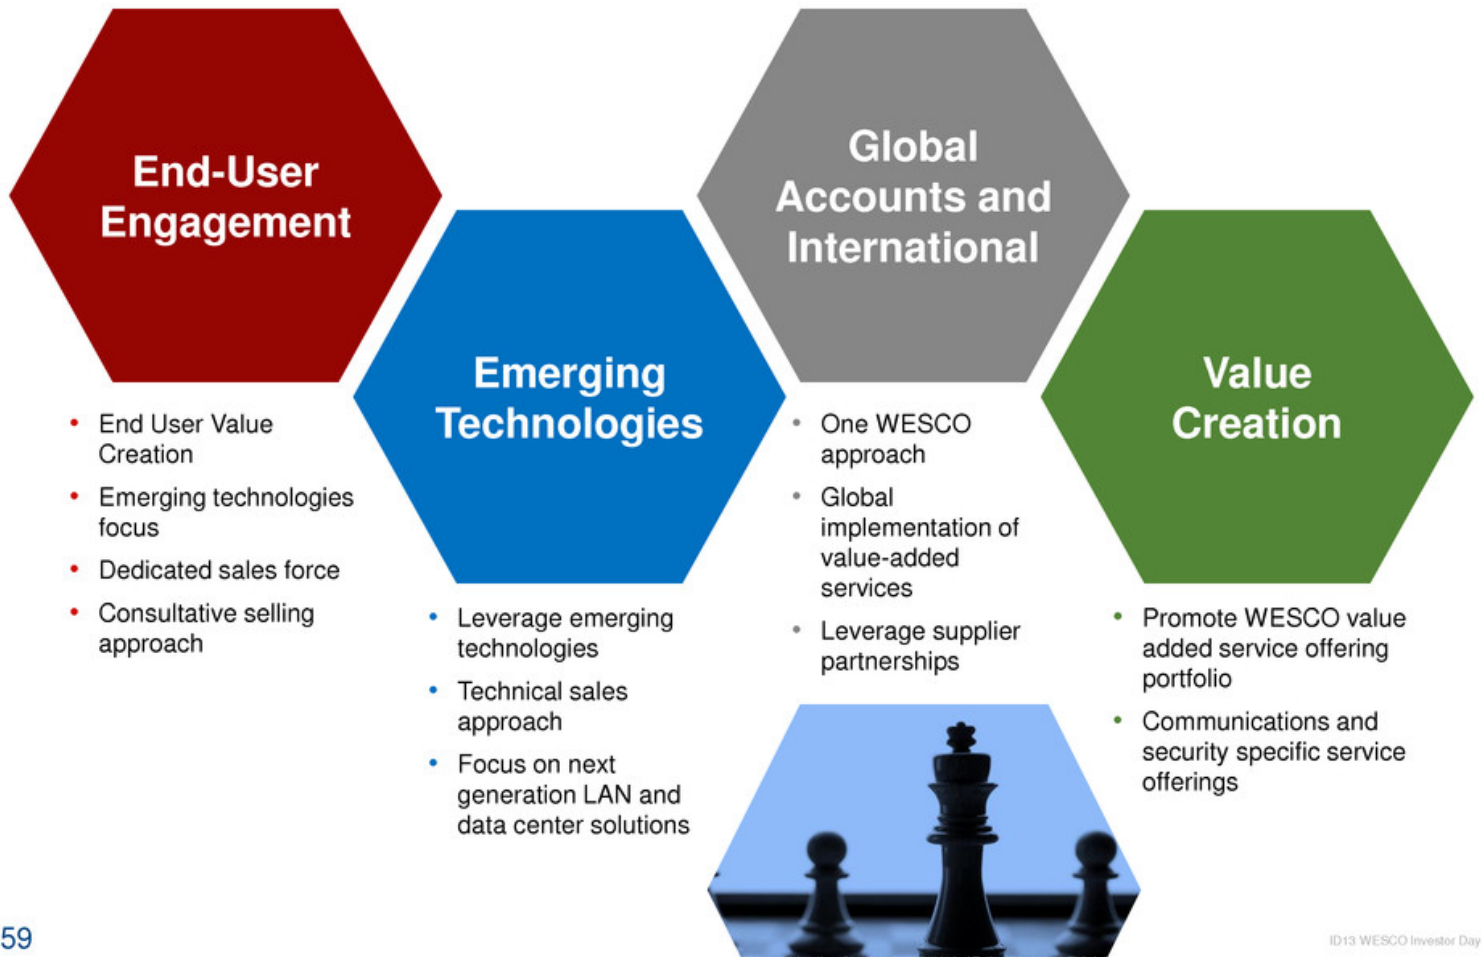 End-User
Engagement
End User Value
Creation
Emerging technologies
focus
Dedicated sales force
Consultative selling
approach
Emerging
Technologies
Leverage emerging
technologies
Technical sales
approach
Focus on next
generation LAN and
data center solutions
Global
Accounts and
International
One WESCO
approach
Global
implementation of
value-added
services
Leverage supplier
partnerships
Value
Creation
Promote WESCO value
added service offering
portfolio
Communications and
security specific service
offerings
59
ID13 WESCO Investor Day